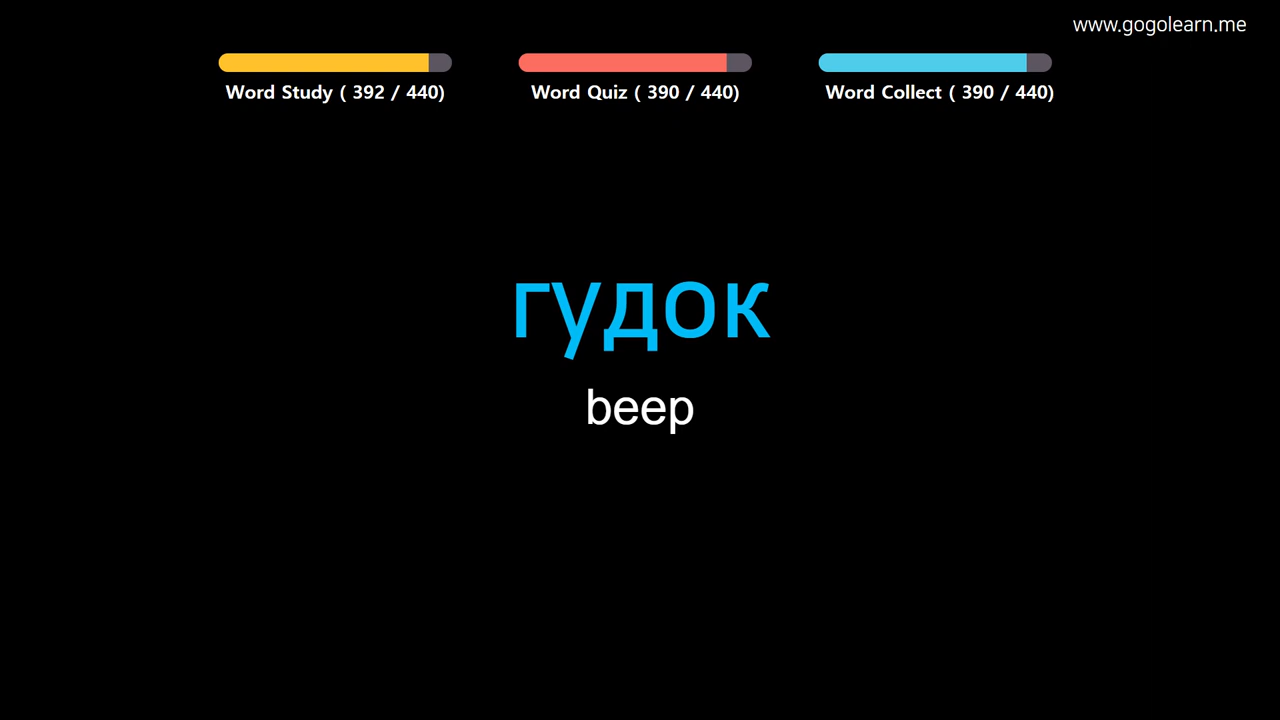 www.gogolearn.me
Word Study ( 392 / 440)
Word Quiz ( 390 / 440)
Word Collect ( 390 / 440)
гудок
beep